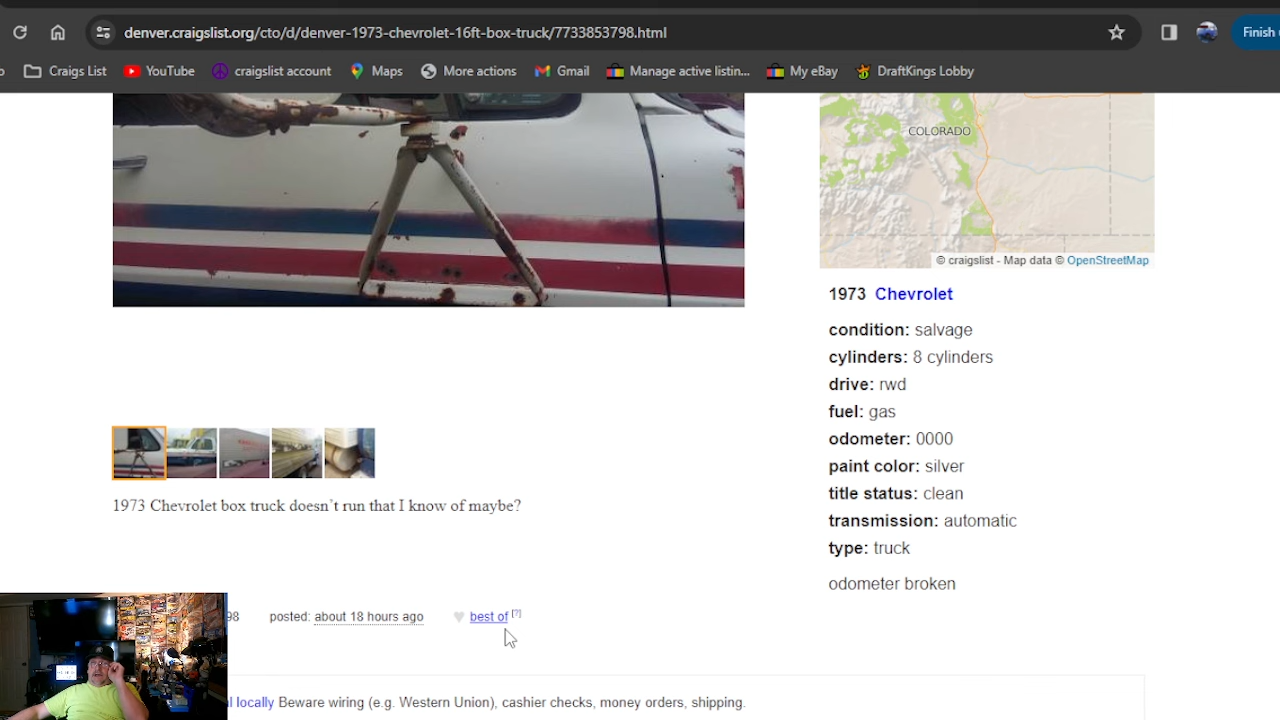 denver.craigslist.org/cto/d/denver-1973-chevrolet-16ft-box-truck/7733853798.html
Finish
Craigs List YouTube craigslist account Maps More actions Gmail Manage active listin... My eBay DraftKings Lobby
COLORADO
© craigslist - Map data © OpenStreetMap
1973 Chevrolet
condition: salvage
cylinders: 8 cylinders
drive: rwd
fuel: gas
odometer: 0000
paint color: silver
title status: clean
transmission: automatic
type: truck
odometer broken
1973 Chevrolet box truck doesn't run that I know of maybe?
98 posted: about 18 hours ago best of [?]
l locally Beware wiring (e.g. Western Union), cashier checks, money orders, shipping.